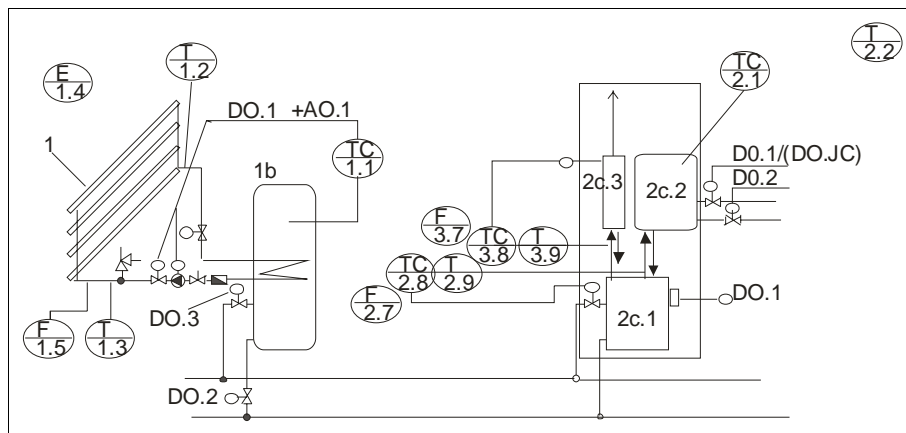 T
2.2
T
1.2
TC
2.1
E
1.4
DO.1 +AO.1
1
TC
1.1
1b
D0.1/(DO.JC)
2c.3
2c.2
D0.2
F
3.7
TC
3.8
T
3.9
TC
2.8
T
2.9
F
2.7
DO.1
DO.3
2c.1
F
1.5
T
1.3
DO.2